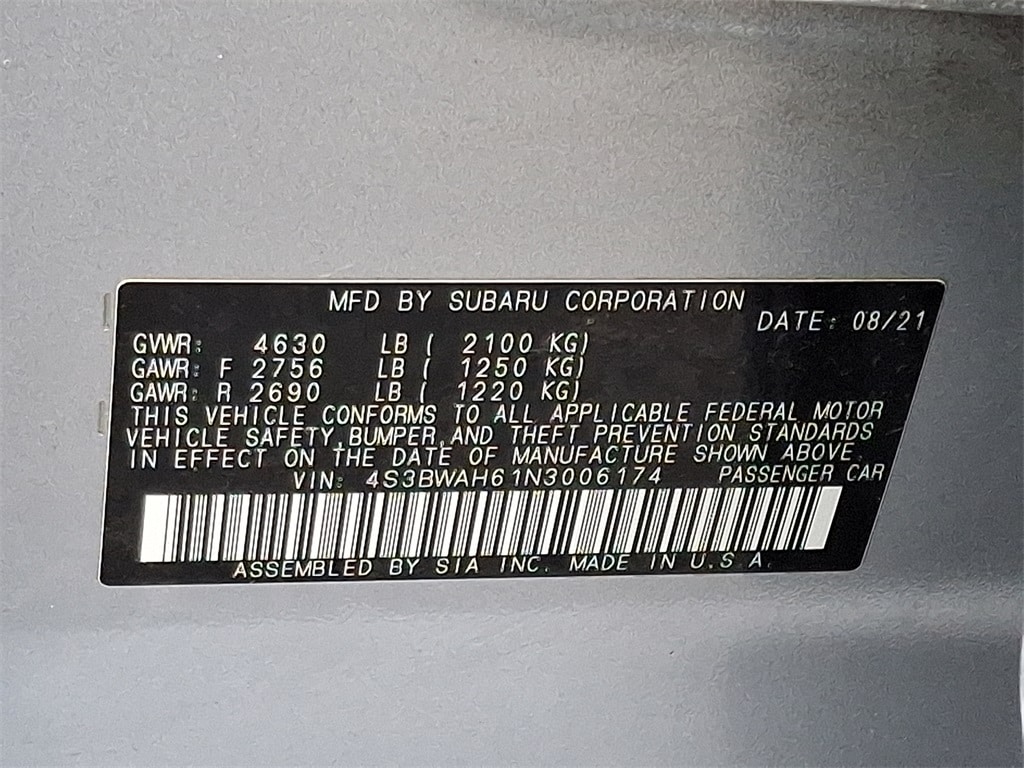 MFD BY SUBARU CORPORATION
DATE: 08/21
GVWR: 4630 LB ( 2100 KG)
GAWR: F 2756 LB ( 1250 KG)
GAWR: R 2690 LB ( 1220 KG)
THIS VEHICLE CONFORMS TO ALL APPLICABLE FEDERAL MOTOR
VEHICLE SAFETY, BUMPER, AND THEFT PREVENTION STANDARDS
IN EFFECT ON THE DATE OF MANUFACTURE SHOWN ABOVE.
VIN: 4S3BWAH61N3006174 PASSENGER CAR
ASSEMBLED BY SIA INC. MADE IN U.S.A.